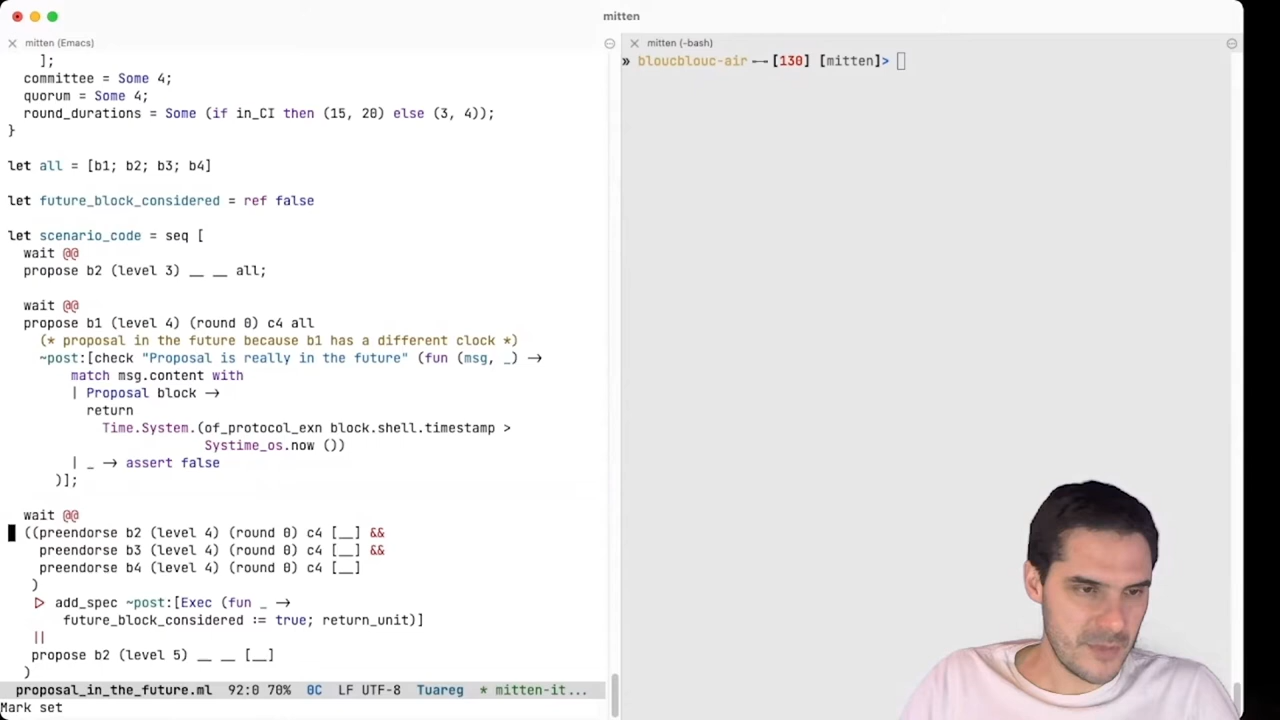 mitten
mitten (Emacs)
];
committee = Some 4;
quorum = Some 4;
round_durations = Some (if in_CI then (15, 20) else (3, 4));
}
let all = [b1; b2; b3; b4]
let future_block_considered = ref false
let scenario_code = seq [
wait @@
propose b2 (level 3) __ __ all;
wait @@
propose b1 (level 4) (round 0) c4 all
(* proposal in the future because b1 has a different clock *)
~post:[check "Proposal is really in the future" (fun (msg, _) →
match msg.content with
| Proposal block →
return
Time.System.(of_protocol_exn block.shell.timestamp >
Systime_os.now ())
| _ → assert false
)];
wait @@
((preendorse b2 (level 4) (round 0) c4 [__] &&
preendorse b3 (level 4) (round 0) c4 [__] &&
preendorse b4 (level 4) (round 0) c4 [__]
)
▷ add_spec ~post:[Exec (fun _ →
future_block_considered := true; return_unit)]
||
propose b2 (level 5) __ __ [__]
)
proposal_in_the_future.ml 92:0 70% 0C LF UTF-8 Tuareg * mitten-it...
Mark set
mitten (-bash)
» bloucblouc-air —– [130] [mitten]>